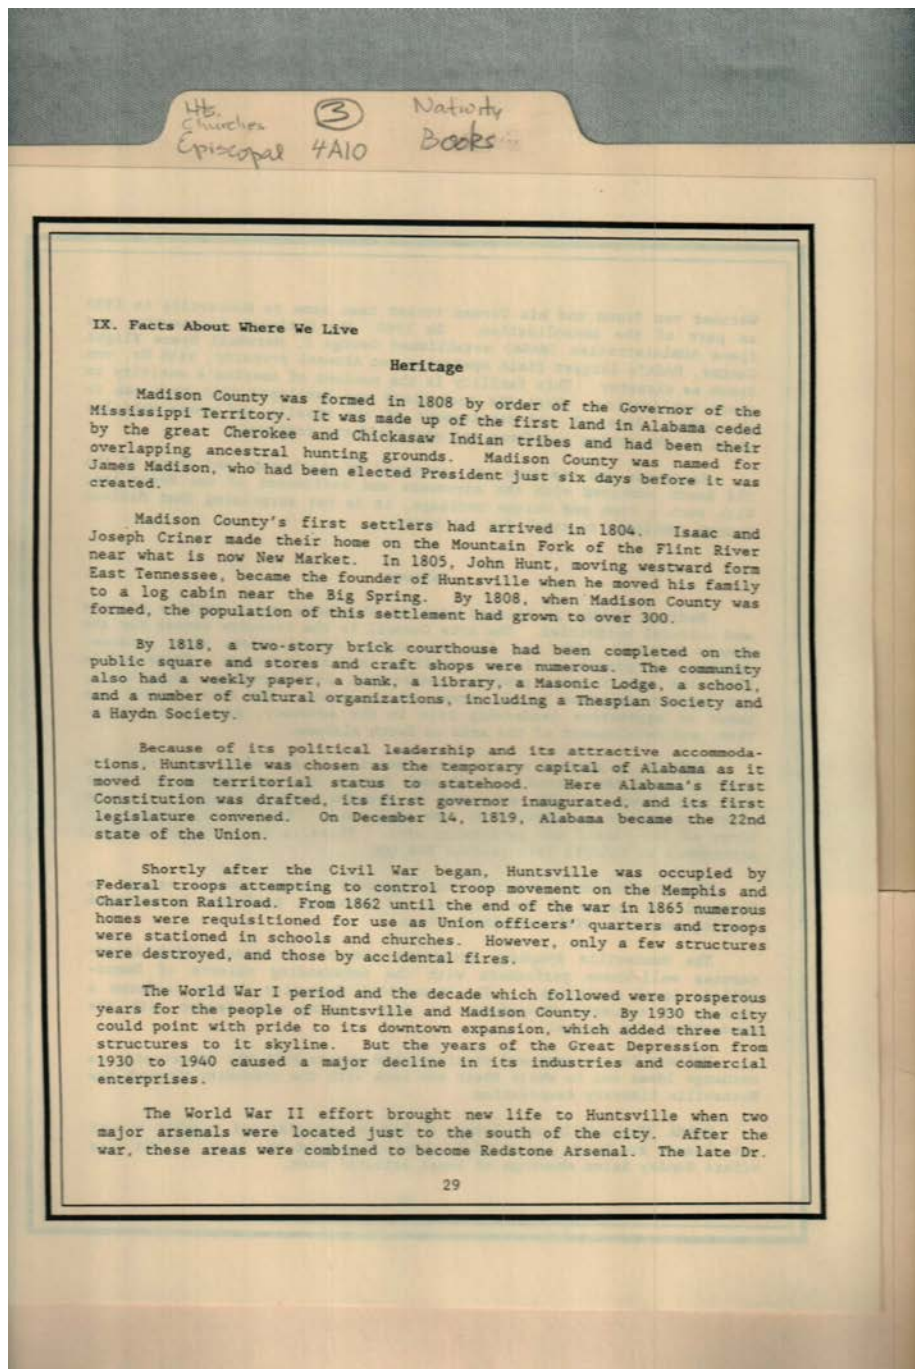 Hts.
Churches
Episcopal
3
4A10
Nativity
Books
IX. Facts About Where We Live
Heritage
Madison County was formed in 1808 by order of the Governor of the
Mississippi Territory. It was made up of the first land in Alabama ceded
by the great Cherokee and Chickasaw Indian tribes and had been their
overlapping ancestral hunting grounds. Madison County was named for
James Madison, who had been elected President just six days before it was
created.
Madison County's first settlers had arrived in 1804. Isaac and
Joseph Criner made their home on the Mountain Fork of the Flint River
near what is now New Market. In 1805, John Hunt, moving westward form
East Tennessee, became the founder of Huntsville when he moved his family
to a log cabin near the Big Spring. By 1808, when Madison County was
formed, the population of this settlement had grown to over 300.
By 1818, a two-story brick courthouse had been completed on the
public square and stores and craft shops were numerous. The community
also had a weekly paper, a bank, a library, a Masonic Lodge, a school,
and a number of cultural organizations, including a Thespian Society and
a Haydn Society.
Because of its political leadership and its attractive accommoda-
tions, Huntsville was chosen as the temporary capital of Alabama as it
moved from territorial status to statehood. Here Alabama's first
Constitution was drafted, its first governor inaugurated, and its first
legislature convened. On December 14, 1819, Alabama became the 22nd
state of the Union.
Shortly after the Civil War began, Huntsville was occupied by
Federal troops attempting to control troop movement on the Memphis and
Charleston Railroad. From 1862 until the end of the war in 1865 numerous
homes were requisitioned for use as Union officers' quarters and troops
were stationed in schools and churches. However, only a few structures
were destroyed, and those by accidental fires.
The World War I period and the decade which followed were prosperous
years for the people of Huntsville and Madison County. By 1930 the city
could point with pride to its downtown expansion, which added three tall
structures to it skyline. But the years of the Great Depression from
1930 to 1940 caused a major decline in its industries and commercial
enterprises.
The World War II effort brought new life to Huntsville when two
major arsenals were located just to the south of the city. After the
war, these areas were combined to become Redstone Arsenal. The late Dr.
29